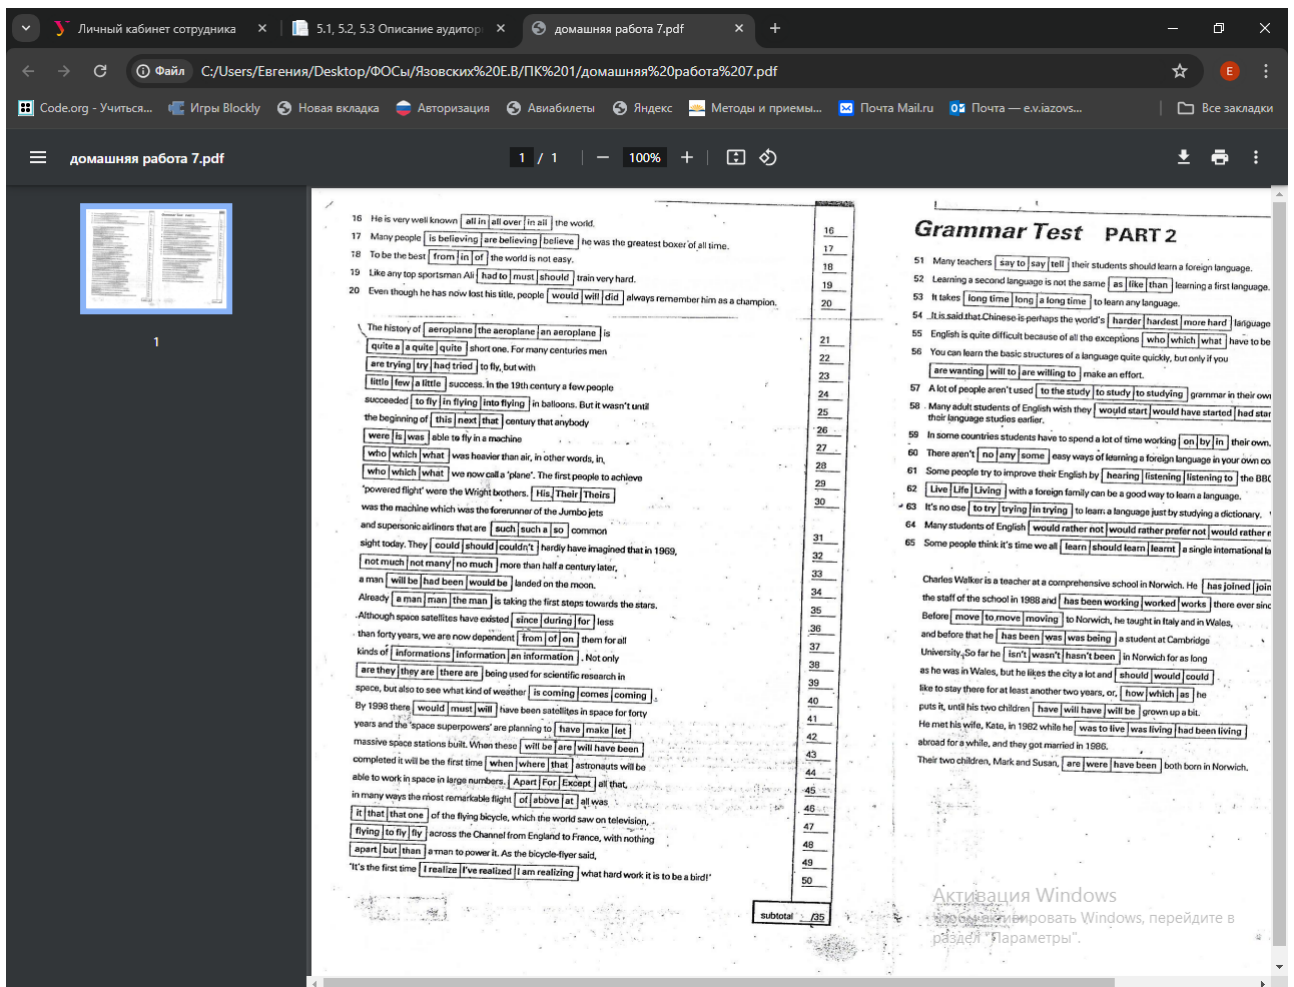 Личный кабинет сотрудника
5.1, 5.2, 5.3 Описание аудитор
домашняя работа 7.pdf
Файл
C:/Users/Евгения/Desktop/ФОСы/Язовских%20Е.В/ПК%201/домашняя%20работа%207.pdf
E
Code.org - Учиться...
Игры Blockly
Новая вкладка
Авторизация
Авиабилеты
Яндекс
Методы и приемы...
Почта Mail.ru
Почта — e.v.iazovs...
Все закладки
домашняя работа 7.pdf
1 / 1
100%
1
16 He is very well known all in all over in all the world.
17 Many people is believing are believing believe he was the greatest boxer of all time.
18 To be the best from in of the world is not easy.
19 Like any top sportsman Ali had to must should train very hard.
20 Even though he has now lost his title, people would will did always remember him as a champion.
The history of aeroplane the aeroplane an aeroplane is
quite a a quite quite short one. For many centuries men
are trying try had tried to fly, but with
little few a little success. In the 19th century a few people
succeeded to fly in flying into flying in balloons. But it wasn't until
the beginning of this next that century that anybody
were is was able to fly in a machine
who which what was heavier than air, in other words, in,
who which what we now call a 'plane'. The first people to achieve
'powered flight' were the Wright brothers. His Their Theirs
was the machine which was the forerunner of the Jumbo jets
and supersonic airliners that are such such a so common
sight today. They could should couldn't hardly have imagined that in 1969,
not much not many no much more than half a century later,
a man will be had been would be landed on the moon.
Already a man man the man is taking the first steps towards the stars.
Although space satellites have existed since during for less
than forty years, we are now dependent from of on them for all
kinds of informations information an information . Not only
are they they are there are being used for scientific research in
space, but also to see what kind of weather is coming comes coming .
By 1998 there would must will have been satellites in space for forty
years and the 'space superpowers' are planning to have make let
massive space stations built. When these will be are will have been
completed it will be the first time when where that astronauts will be
able to work in space in large numbers. Apart For Except all that,
in many ways the most remarkable flight of above at all was
it that that one of the flying bicycle, which the world saw on television,
flying to fly fly across the Channel from England to France, with nothing
apart but than a man to power it. As the bicycle-flyer said,
'It's the first time I realize I've realized I am realizing what hard work it is to be a bird!'
16
17
18
19
20
21
22
23
24
25
26
27
28
29
30
31
32
33
34
35
36
37
38
39
40
41
42
43
44
45
46
47
48
49
50
subtotal /35
Grammar Test PART 2
51 Many teachers say to say tell their students should learn a foreign language.
52 Learning a second language is not the same as like than learning a first language.
53 It takes long time long a long time to learn any language.
54 It is said that Chinese is perhaps the world's harder hardest more hard language
55 English is quite difficult because of all the exceptions who which what have to be
56 You can learn the basic structures of a language quite quickly, but only if you
are wanting will to are willing to make an effort.
57 A lot of people aren't used to the study to study to studying grammar in their own
58 Many adult students of English wish they would start would have started had star
their language studies earlier.
59 In some countries students have to spend a lot of time working on by in their own.
60 There aren't no any some easy ways of learning a foreign language in your own co
61 Some people try to improve their English by hearing listening listening to the BBC
62 Live Life Living with a foreign family can be a good way to learn a language.
63 It's no use to try trying in trying to learn a language just by studying a dictionary.
64 Many students of English would rather not would rather prefer not would rather
65 Some people think it's time we all learn should learn learnt a single international la
Charles Walker is a teacher at a comprehensive school in Norwich. He has joined join
the staff of the school in 1988 and has been working worked works there ever sinc
Before move to move moving to Norwich, he taught in Italy and in Wales,
and before that he has been was was being a student at Cambridge
University. So far he isn't wasn't hasn't been in Norwich for as long
as he was in Wales, but he likes the city a lot and should would could
like to stay there for at least another two years, or, how which as he
puts it, until his two children have will have will be grown up a bit.
He met his wife, Kate, in 1982 while he was to live was living had been living
abroad for a while, and they got married in 1986.
Their two children, Mark and Susan, are were have been both born in Norwich.
Активация Windows
Чтобы активировать Windows, перейдите в
раздел "Параметры".